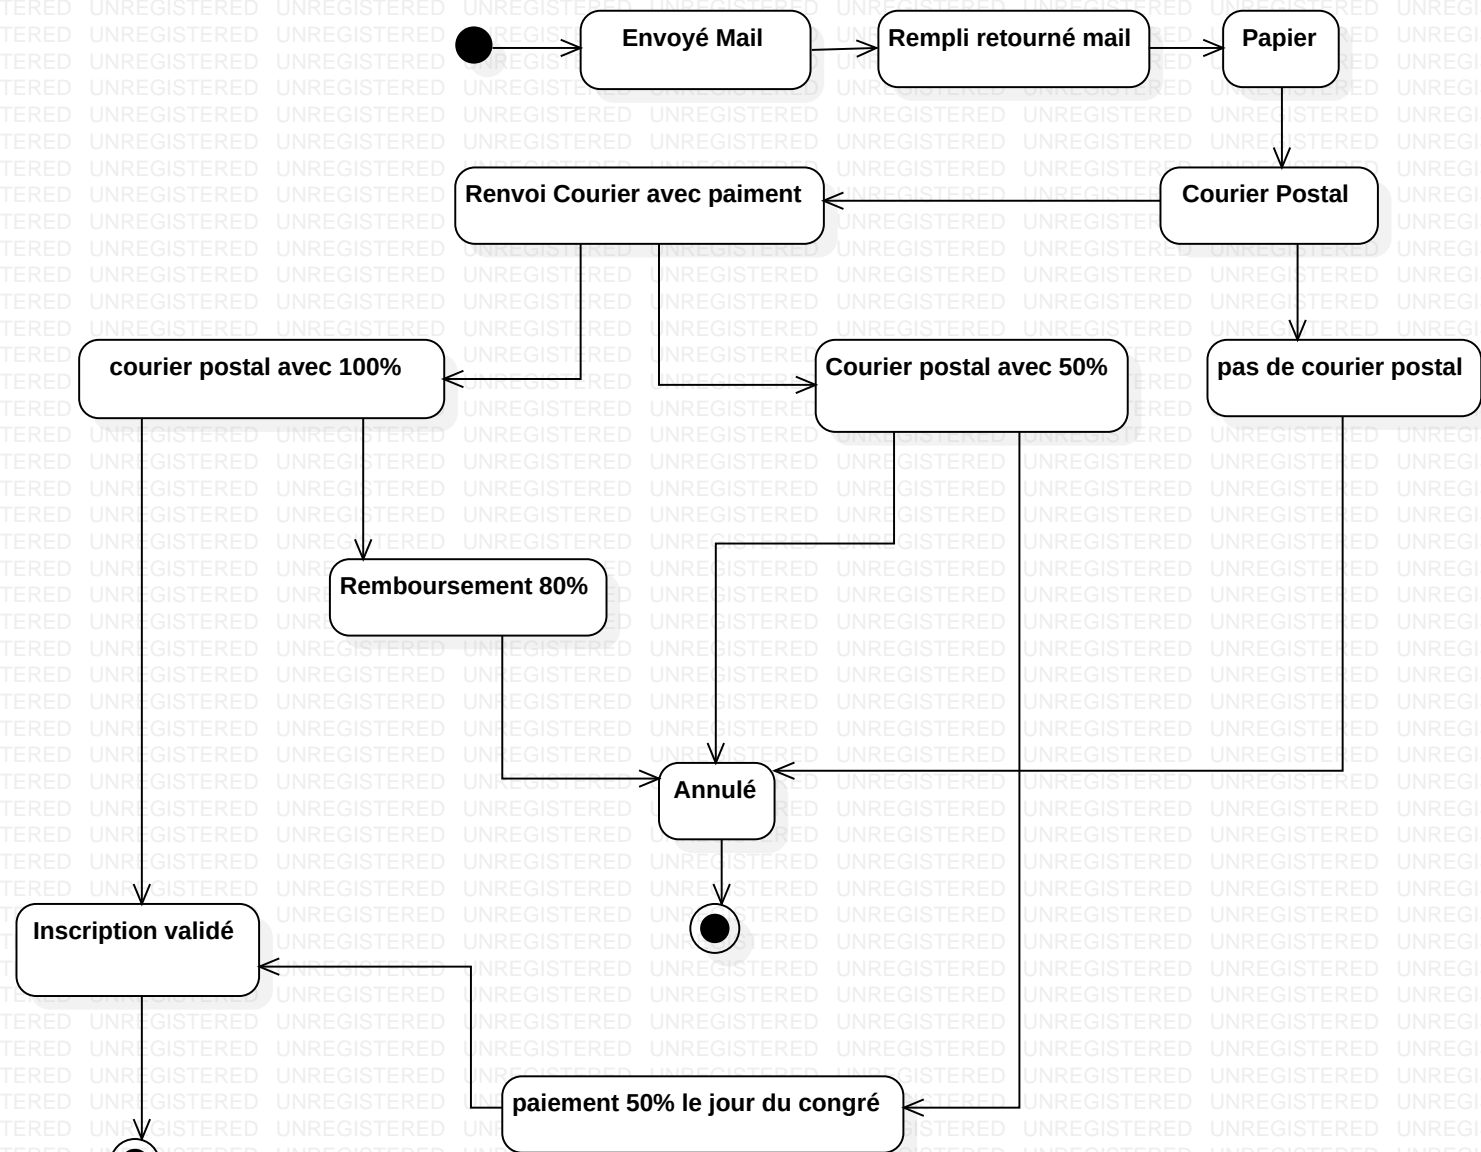 Envoyé Mail
Rempli retourné mail
Papier
Renvoi Courier avec paiment
Courier Postal
courier postal avec 100%
Courier postal avec 50%
pas de courier postal
Remboursement 80%
Annulé
Inscription validé
paiement 50% le jour du congré
UNREGISTERED